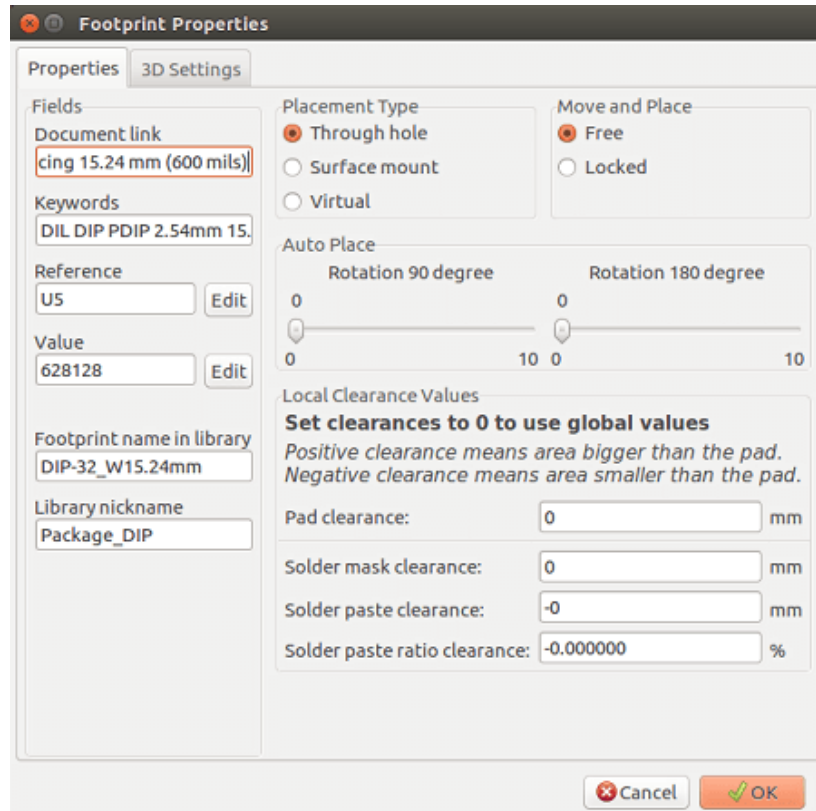 Footprint Properties
Properties
3D Settings
Fields
Document link
cing 15.24 mm (600 mils)
Keywords
DIL DIP PDIP 2.54mm 15.
Reference
U5
Edit
Value
628128
Edit
Footprint name in library
DIP-32_W15.24mm
Library nickname
Package_DIP
Placement Type
Through hole
Surface mount
Virtual
Move and Place
Free
Locked
Auto Place
Rotation 90 degree
0
0
10
Rotation 180 degree
0
0
10
Local Clearance Values
Set clearances to 0 to use global values
Positive clearance means area bigger than the pad.
Negative clearance means area smaller than the pad.
Pad clearance: 0 mm
Solder mask clearance: 0 mm
Solder paste clearance: -0 mm
Solder paste ratio clearance: -0.000000 %
Cancel
OK